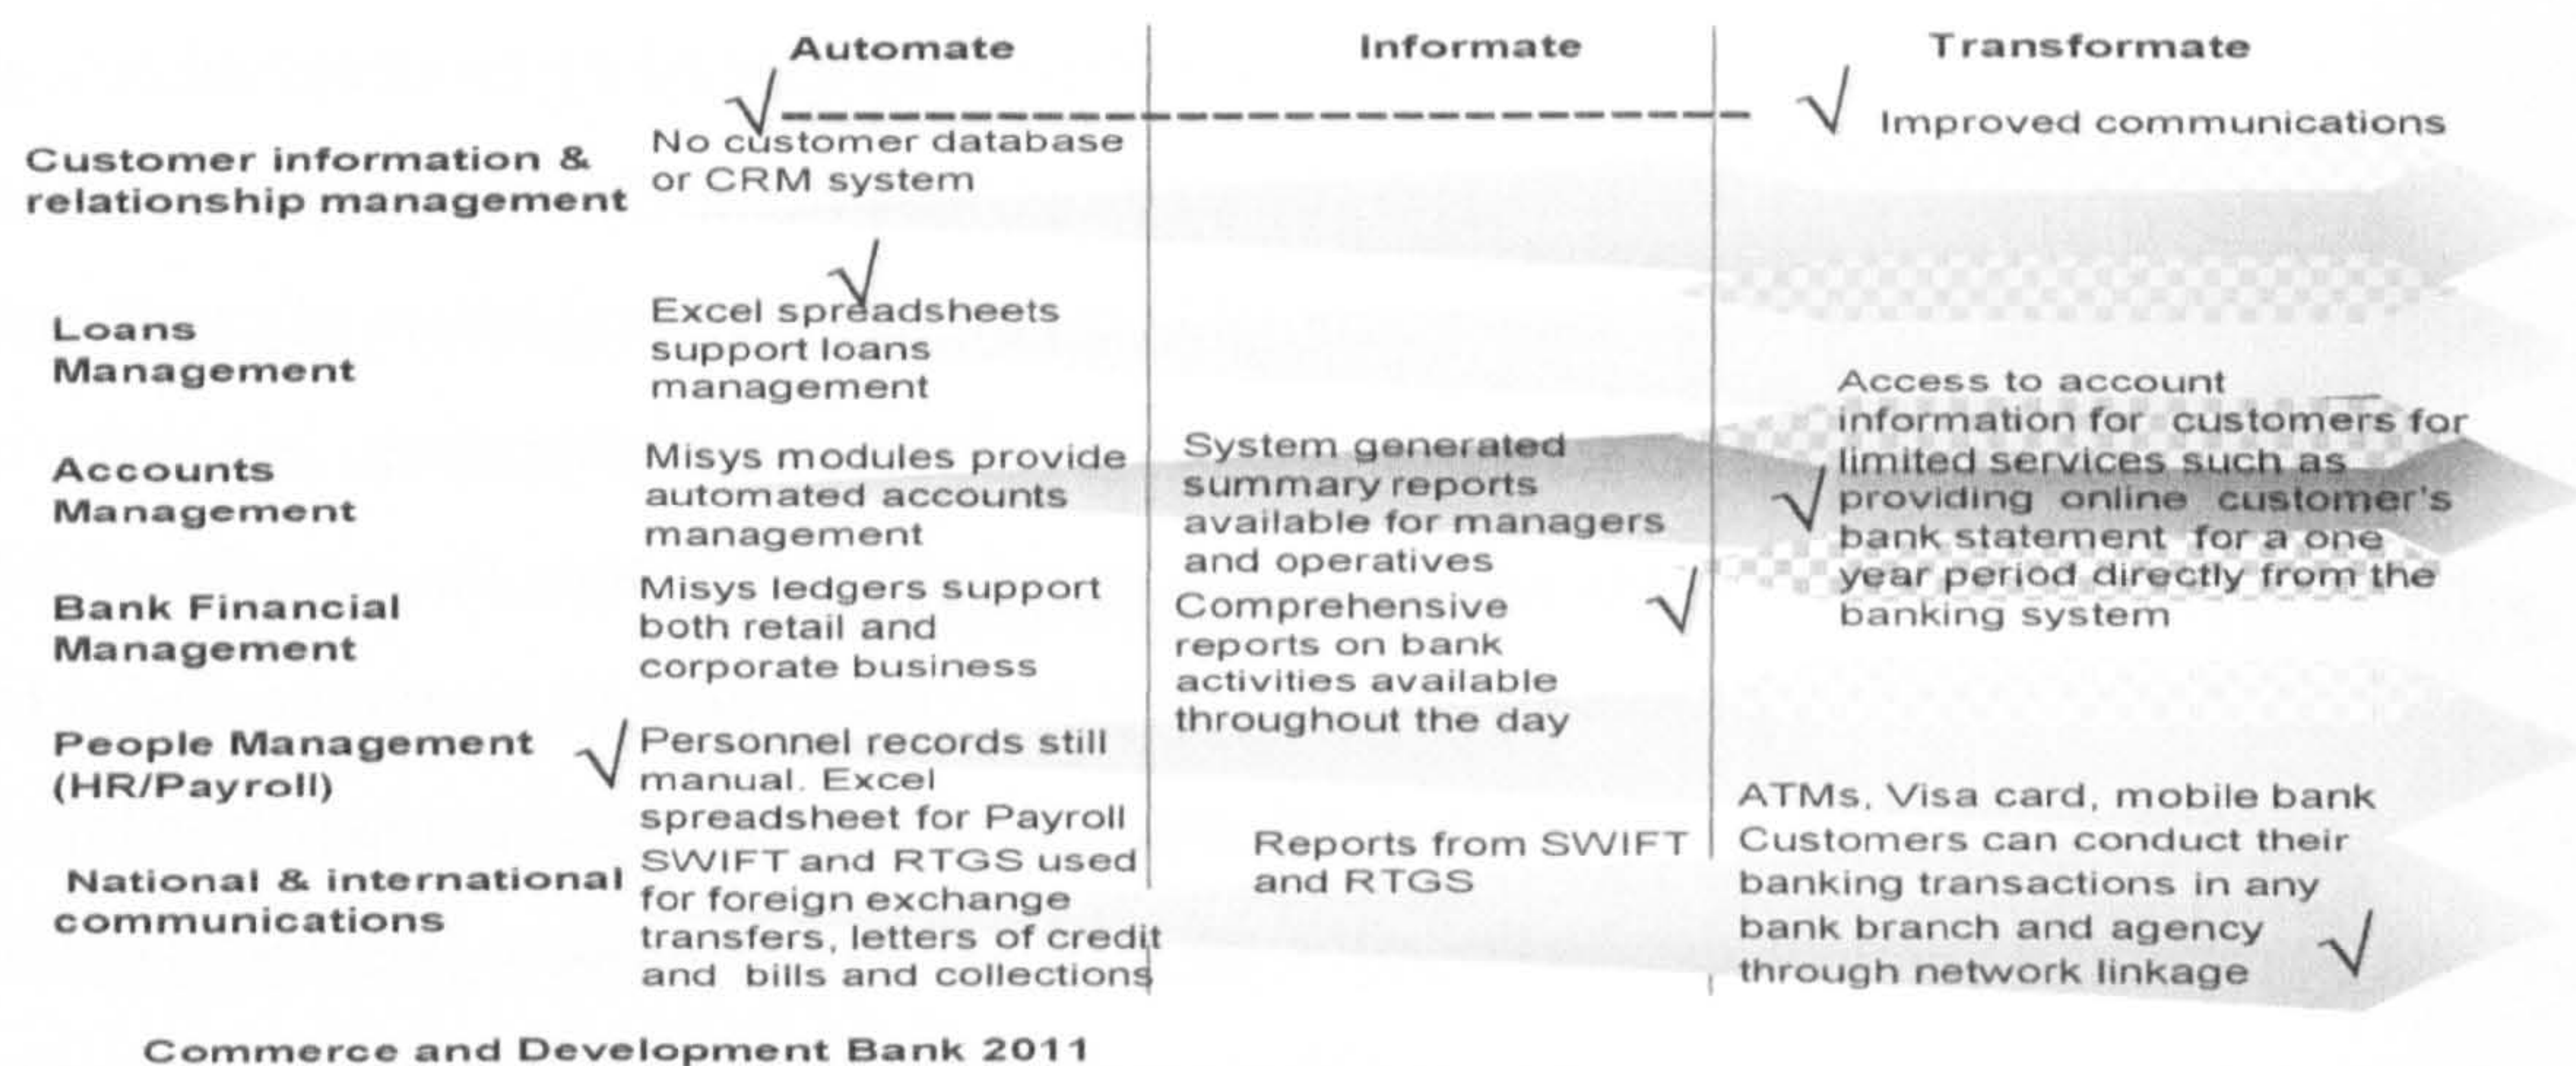 Automate
Informate
Transformate
Customer information &
relationship management
No customer database
or CRM system
Improved communications
Loans
Management
Excel spreadsheets
support loans
management
Accounts
Management
Misys modules provide
automated accounts
management
System generated
summary reports
available for managers
and operatives
Access to account
information for customers for
limited services such as
providing online customer's
bank statement for a one
year period directly from the
banking system
Bank Financial
Management
Misys ledgers support
both retail and
corporate business
Comprehensive
reports on bank
activities available
throughout the day
People Management
(HR/Payroll)
Personnel records still
manual. Excel
spreadsheet for Payroll
National & international
communications
SWIFT and RTGS used
for foreign exchange
transfers, letters of credit
and bills and collections
Reports from SWIFT
and RTGS
ATMs, Visa card, mobile bank
Customers can conduct their
banking transactions in any
bank branch and agency
through network linkage
Commerce and Development Bank 2011